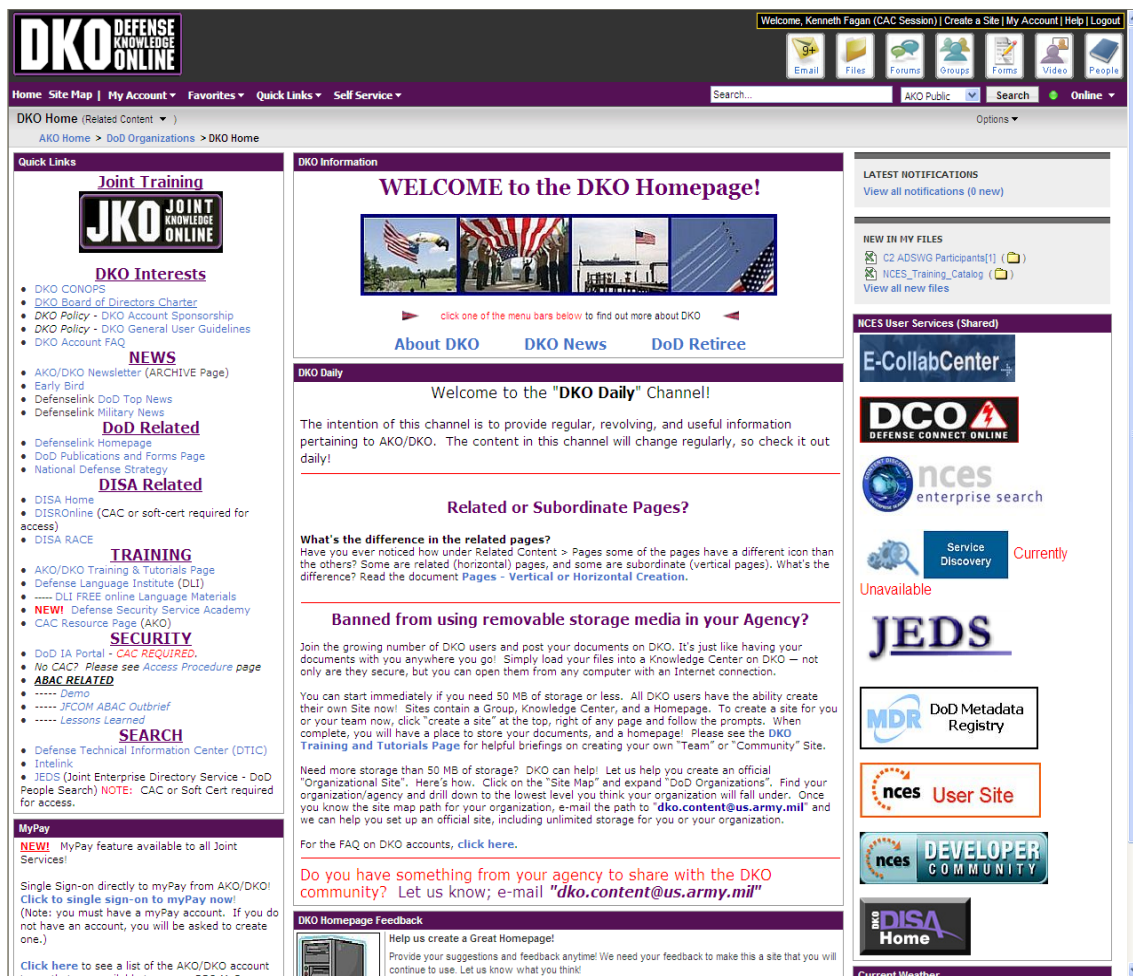 DKO DEFENSE
KNOWLEDGE
ONLINE
Welcome, Kenneth Fagan (CAC Session) | Create a Site | My Account | Help | Logout
9+
Email Files Forums Groups Forms Video People
Home Site Map | My Account Favorites Quick Links Self Service
Search... AKO Public Search Online
DKO Home (Related Content )
Options
AKO Home > DoD Organizations > DKO Home
Quick Links
Joint Training
JKO JOINT
KNOWLEDGE
ONLINE
DKO Interests
• DKO CONOPS
• DKO Board of Directors Charter
• DKO Policy - DKO Account Sponsorship
• DKO Policy - DKO General User Guidelines
• DKO Account FAQ
NEWS
• AKO/DKO Newsletter (ARCHIVE Page)
• Early Bird
• Defenselink DoD Top News
• Defenselink Military News
DoD Related
• Defenselink Homepage
• DoD Publications and Forms Page
• National Defense Strategy
DISA Related
• DISA Home
• DISROnline (CAC or soft-cert required for
access)
• DISA RACE
TRAINING
• AKO/DKO Training & Tutorials Page
• Defense Language Institute (DLI)
• ----- DLI FREE online Language Materials
• NEW! Defense Security Service Academy
• CAC Resource Page (AKO)
SECURITY
• DoD IA Portal - CAC REQUIRED.
• No CAC? Please see Access Procedure page
• ABAC RELATED
• ----- Demo
• ----- JFCOM ABAC Outbrief
• ----- Lessons Learned
SEARCH
• Defense Technical Information Center (DTIC)
• Intelink
• JEDS (Joint Enterprise Directory Service - DoD
People Search) NOTE: CAC or Soft Cert required
for access.
MyPay
NEW! MyPay feature available to all Joint
Services!
Single Sign-on directly to myPay from AKO/DKO!
Click to single sign-on to myPay now!
(Note: you must have a myPay account. If you do
not have an account, you will be asked to create
one.)
Click here to see a list of the AKO/DKO account
DKO Information
WELCOME to the DKO Homepage!
click one of the menu bars below to find out more about DKO
About DKO DKO News DoD Retiree
DKO Daily
Welcome to the "DKO Daily" Channel!
The intention of this channel is to provide regular, revolving, and useful information
pertaining to AKO/DKO. The content in this channel will change regularly, so check it out
daily!
Related or Subordinate Pages?
What's the difference in the related pages?
Have you ever noticed how under Related Content > Pages some of the pages have a different icon than
the others? Some are related (horizontal) pages, and some are subordinate (vertical pages). What's the
difference? Read the document Pages - Vertical or Horizontal Creation.
Banned from using removable storage media in your Agency?
Join the growing number of DKO users and post your documents on DKO. It's just like having your
documents with you anywhere you go! Simply load your files into a Knowledge Center on DKO — not
only are they secure, but you can open them from any computer with an Internet connection.
You can start immediately if you need 50 MB of storage or less. All DKO users have the ability create
their own Site now! Sites contain a Group, Knowledge Center, and a Homepage. To create a site for you
or your team now, click "create a site" at the top, right of any page and follow the prompts. When
complete, you will have a place to store your documents, and a homepage! Please see the DKO
Training and Tutorials Page for helpful briefings on creating your own "Team" or "Community" Site.
Need more storage than 50 MB of storage? DKO can help! Let us help you create an official
"Organizational Site". Here's how. Click on the "Site Map" and expand "DoD Organizations". Find your
organization/agency and drill down to the lowest level you think your organization will fall under. Once
you know the site map path for your organization, e-mail the path to "dko.content@us.army.mil" and
we can help you set up an official site, including unlimited storage for you or your organization.
For the FAQ on DKO accounts, click here.
Do you have something from your agency to share with the DKO
community? Let us know; e-mail "dko.content@us.army.mil"
DKO Homepage Feedback
Help us create a Great Homepage!
Provide your suggestions and feedback anytime! We need your feedback to make this a site that you will
continue to use. Let us know what you think!
LATEST NOTIFICATIONS
View all notifications (0 new)
NEW IN MY FILES
C2 ADSWG Participants[1] ( )
NCES_Training_Catalog ( )
View all new files
NCES User Services (Shared)
E-CollabCenter
DCO
DEFENSE CONNECT ONLINE
CONTENT DISCOVERY
ENTERPRISE SEARCH
nces
enterprise search
Service
Discovery
Currently
Unavailable
JEDS
MDR DoD Metadata
Registry
nces User Site
nces DEVELOPER
COMMUNITY
DKO DISA
Home
Current Weather